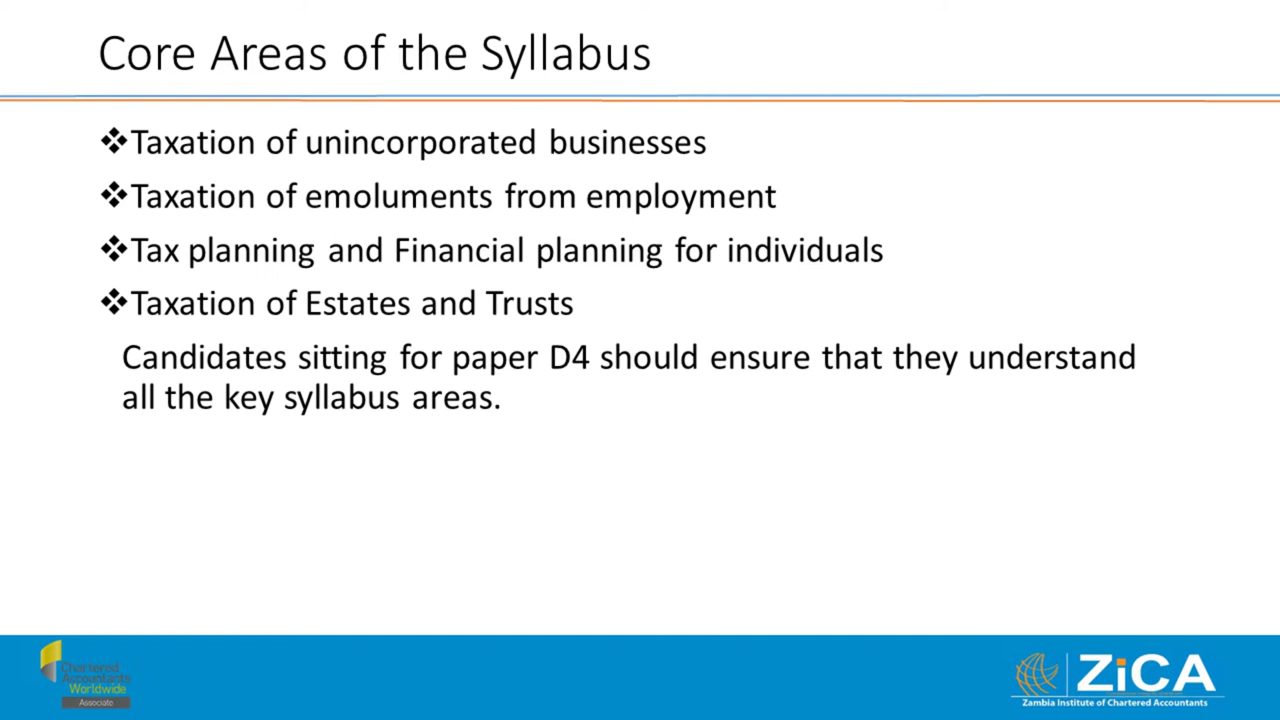 Core Areas of the Syllabus
❖Taxation of unincorporated businesses
❖Taxation of emoluments from employment
❖Tax planning and Financial planning for individuals
❖Taxation of Estates and Trusts
Candidates sitting for paper D4 should ensure that they understand
all the key syllabus areas.
Chartered
Accountants
Worldwide
Associate
ZiCA
Zambia Institute of Chartered Accountants